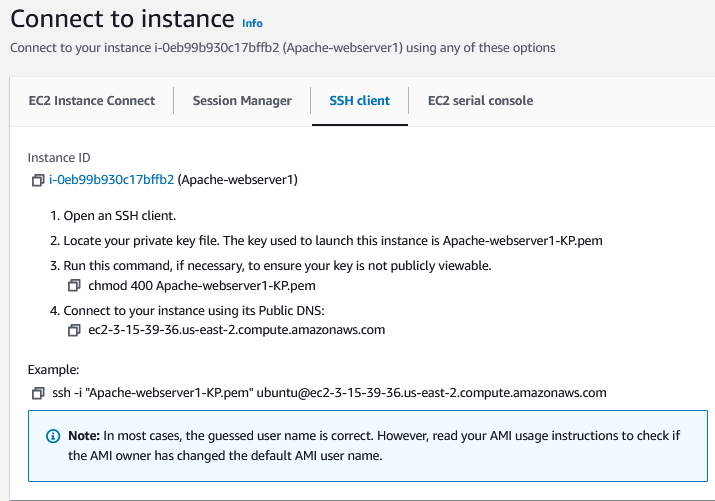 Connect to instance Info
Connect to your instance i-0eb99b930c17bffb2 (Apache-webserver1) using any of these options
EC2 Instance Connect
Session Manager
SSH client
EC2 serial console
Instance ID
i-0eb99b930c17bffb2 (Apache-webserver1)
1. Open an SSH client.
2. Locate your private key file. The key used to launch this instance is Apache-webserver1-KP.pem
3. Run this command, if necessary, to ensure your key is not publicly viewable.
chmod 400 Apache-webserver1-KP.pem
4. Connect to your instance using its Public DNS:
ec2-3-15-39-36.us-east-2.compute.amazonaws.com
Example:
ssh -i "Apache-webserver1-KP.pem" ubuntu@ec2-3-15-39-36.us-east-2.compute.amazonaws.com
Note: In most cases, the guessed user name is correct. However, read your AMI usage instructions to check if
the AMI owner has changed the default AMI user name.